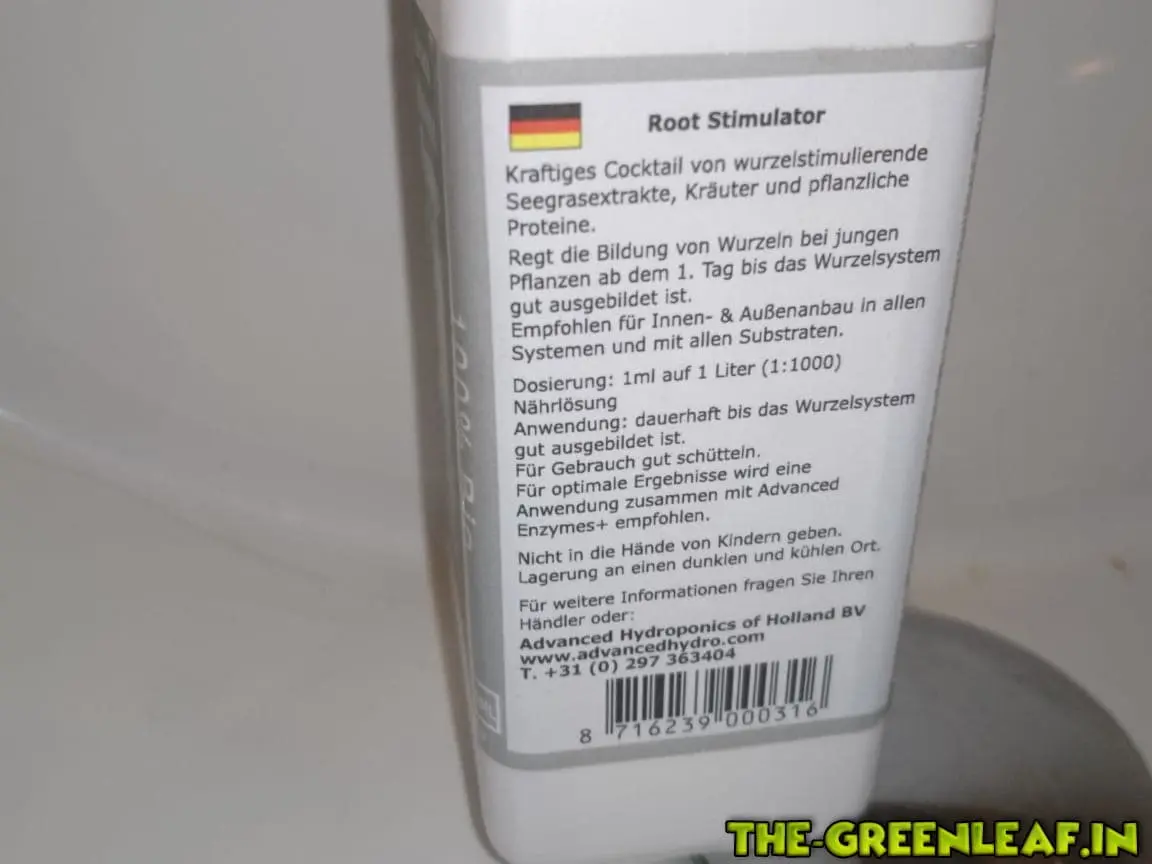 Root Stimulator
Kraftiges Cocktail von wurzelstimulierende
Seegrasextrakte, Kräuter und pflanzliche
Proteine.
Regt die Bildung von Wurzeln bei jungen
Pflanzen ab dem 1. Tag bis das Wurzelsystem
gut ausgebildet ist.
Empfohlen für Innen- & Außenanbau in allen
Systemen und mit allen Substraten.
Dosierung: 1ml auf 1 Liter (1:1000)
Nährlösung
Anwendung: dauerhaft bis das Wurzelsystem
gut ausgebildet ist.
Für Gebrauch gut schütteln.
Für optimale Ergebnisse wird eine
Anwendung zusammen mit Advanced
Enzymes+ empfohlen.
Nicht in die Hände von Kindern geben.
Lagerung an einen dunklen und kühlen Ort.
Für weitere Informationen fragen Sie Ihren
Händler oder:
Advanced Hydroponics of Holland BV
www.advancedhydro.com
T. +31 (0) 297 363404
8 716239 000316
100% Bio
THE-GREENLEAF.IN